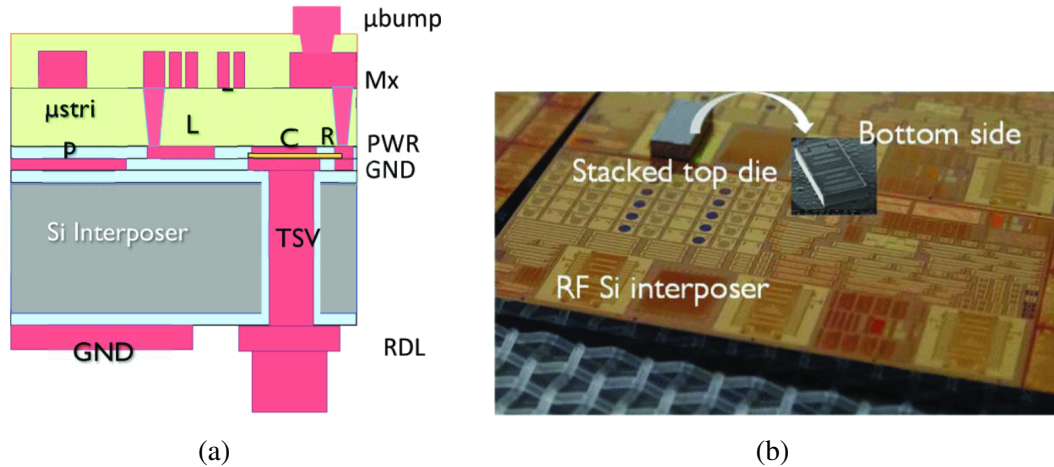 µbump
Mx
µstri
L
P
C
R
PWR
GND
Si Interposer
TSV
GND
RDL
(a)
Bottom side
Stacked top die
RF Si interposer
(b)